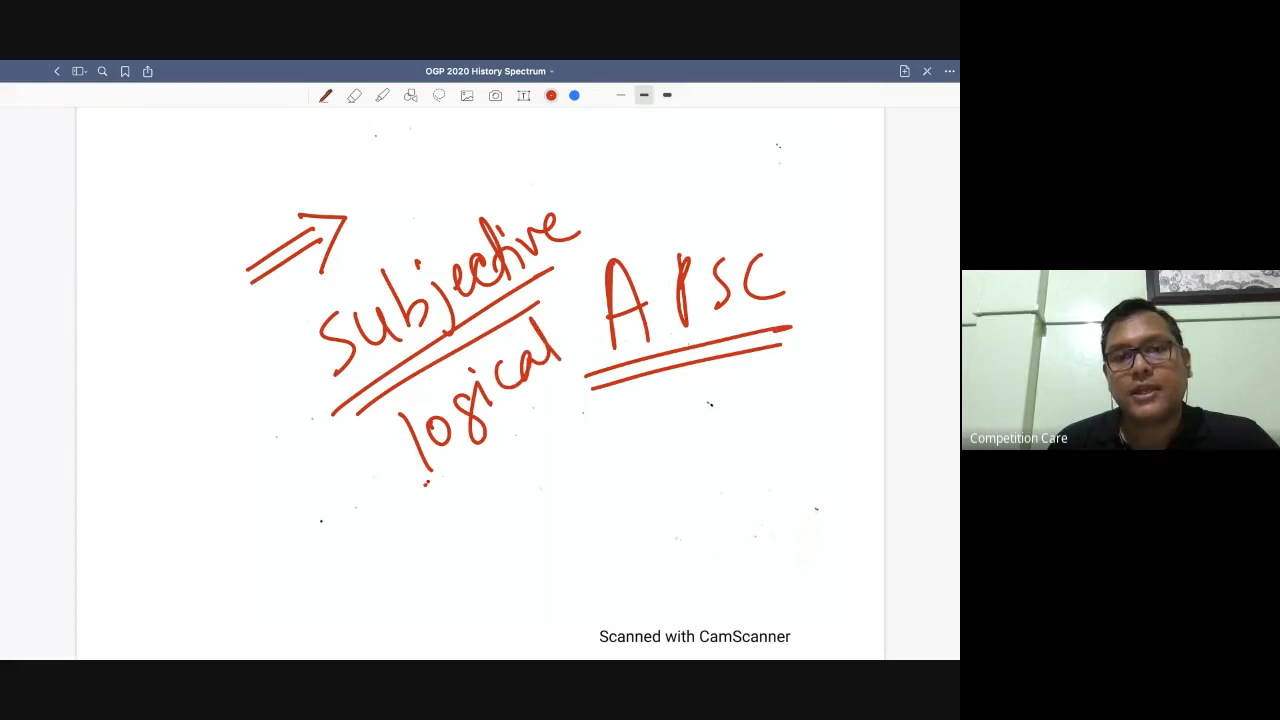 OGP 2020 History Spectrum
subjective
APSC
logical
Competition Care
Scanned with CamScanner